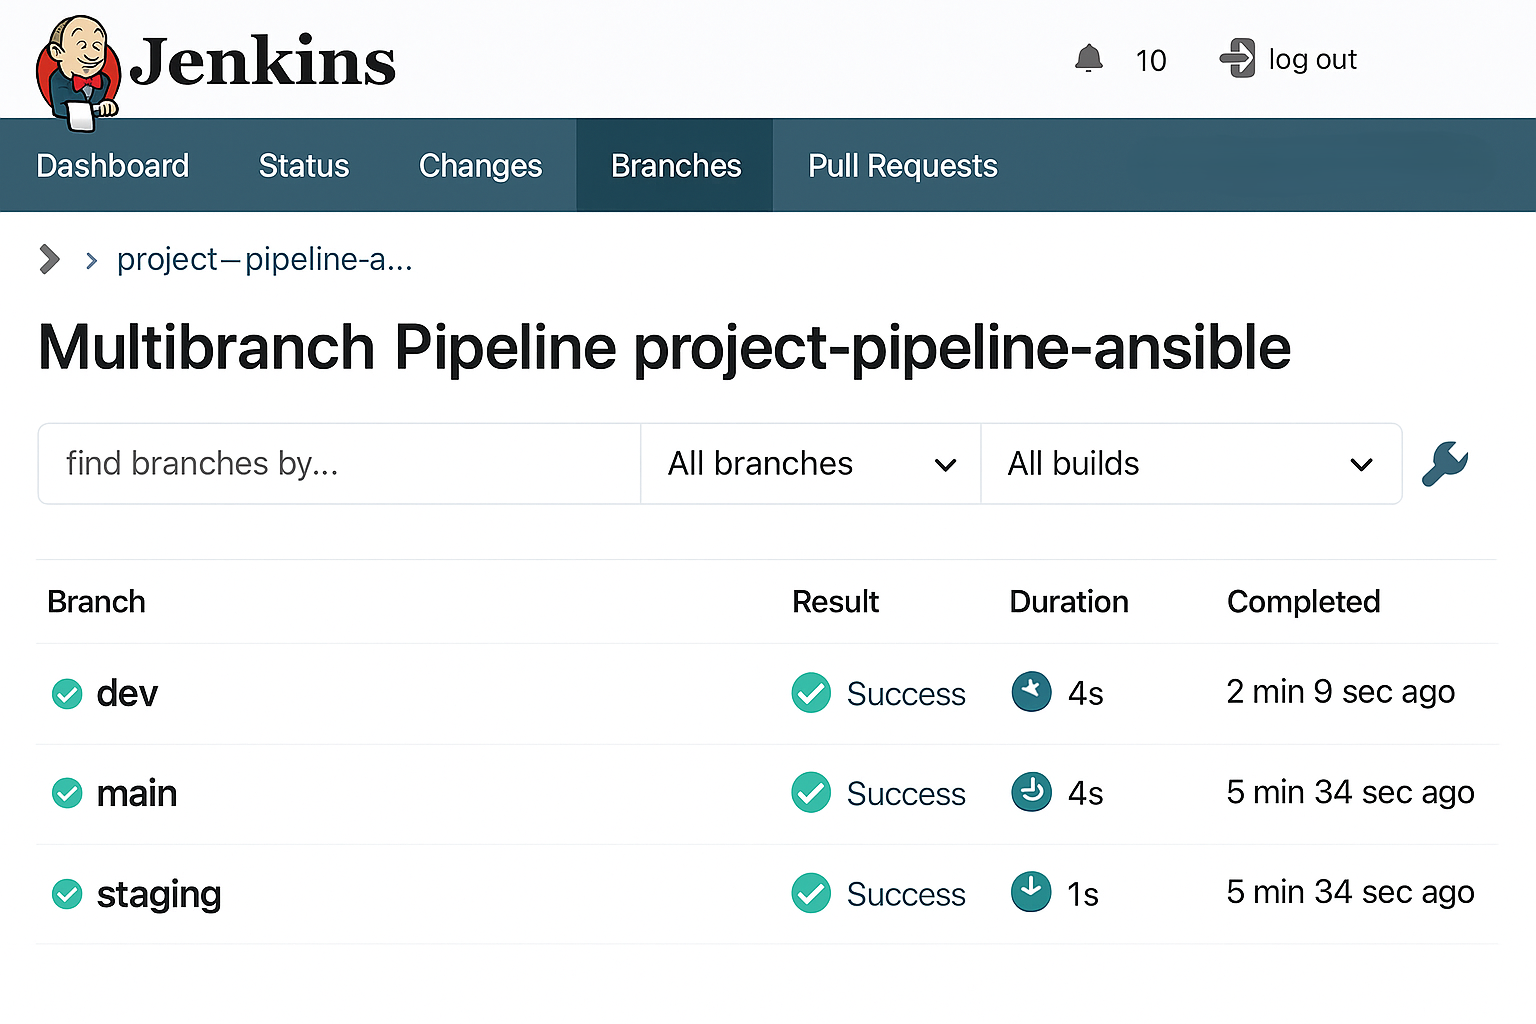 Jenkins
10
log out
Dashboard Status Changes Branches Pull Requests
project–pipeline-a...
Multibranch Pipeline project-pipeline-ansible
find branches by... All branches All builds
Branch Result Duration Completed
dev Success 4s 2 min 9 sec ago
main Success 4s 5 min 34 sec ago
staging Success 1s 5 min 34 sec ago